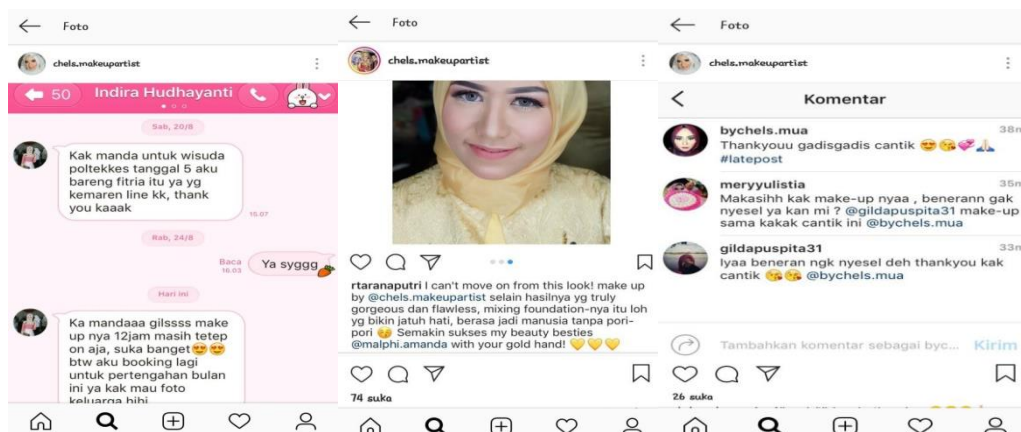 Foto
chels.makeupartist
50 Indira Hudhayanti
Sab, 20/8
Kak manda untuk wisuda
poltekkes tanggal 5 aku
bareng fitria itu ya yg
kemaren line kk, thank
you kaaak
15.07
Rab, 24/8
Baca
16.03
Ya syggg
Hari ini
Ka mandaaa gilssss make
up nya 12jam masih tetep
on aja, suka banget
btw aku booking lagi
untuk pertengahan bulan
ini ya kak mau foto
keluarga hihi
Foto
chels.makeupartist
rtaranaputri I can't move on from this look! make up
by @chels.makeupartist selain hasilnya yg truly
gorgeous dan flawless, mixing foundation-nya itu loh
yg bikin jatuh hati, berasa jadi manusia tanpa pori-
pori Semakin sukses my beauty besties
@malphi.amanda with your gold hand!
74 suka
Foto
chels.makeupartist
Komentar
bychels.mua 38m
Thankyouu gadisgadis cantik
#latepost
meryyulistia 35m
Makasihh kak make-up nyaa , benerann gak
nyesel ya kan mi ? @gildapuspita31 make-up
sama kakak cantik ini @bychels.mua
gildapuspita31 33m
Iyaa beneran ngk nyesel deh thankyou kak
cantik @bychels.mua
Tambahkan komentar sebagai byc... Kirim
26 suka